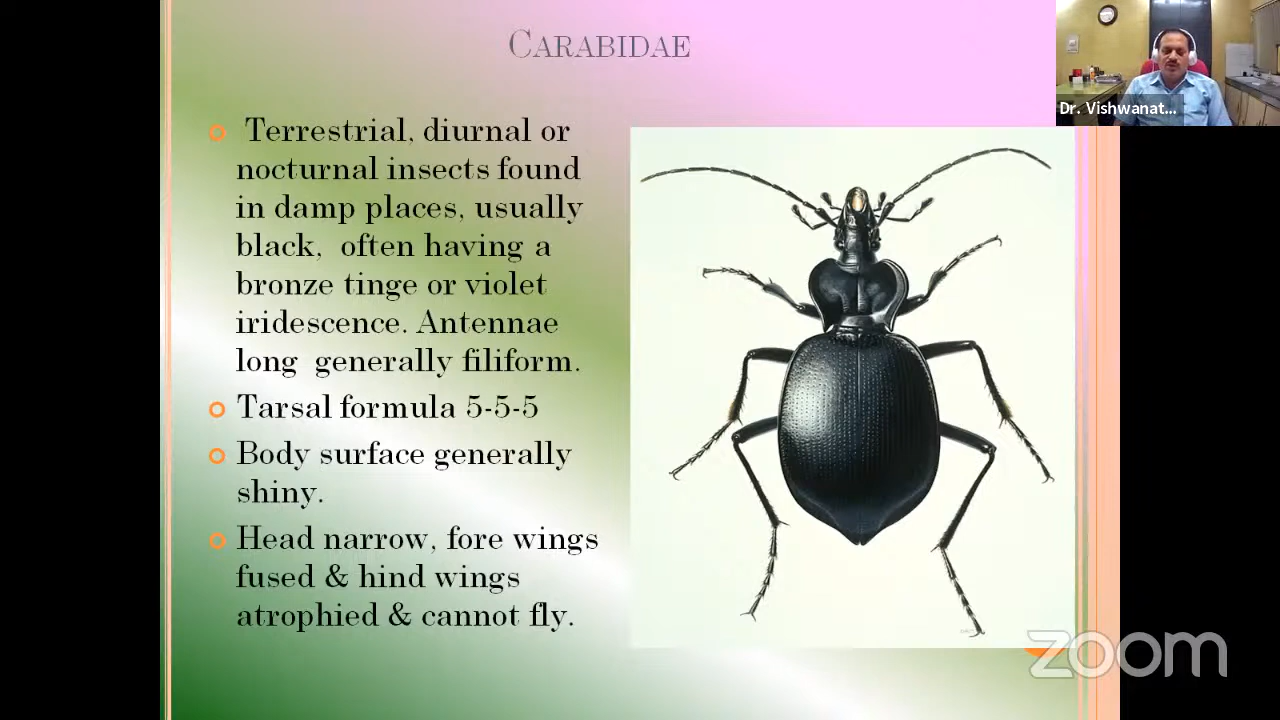 CARABIDAE
Dr. Vishwanat...
Terrestrial, diurnal or
nocturnal insects found
in damp places, usually
black, often having a
bronze tinge or violet
iridescence. Antennae
long generally filiform.
Tarsal formula 5-5-5
Body surface generally
shiny.
Head narrow, fore wings
fused & hind wings
atrophied & cannot fly.
zoom